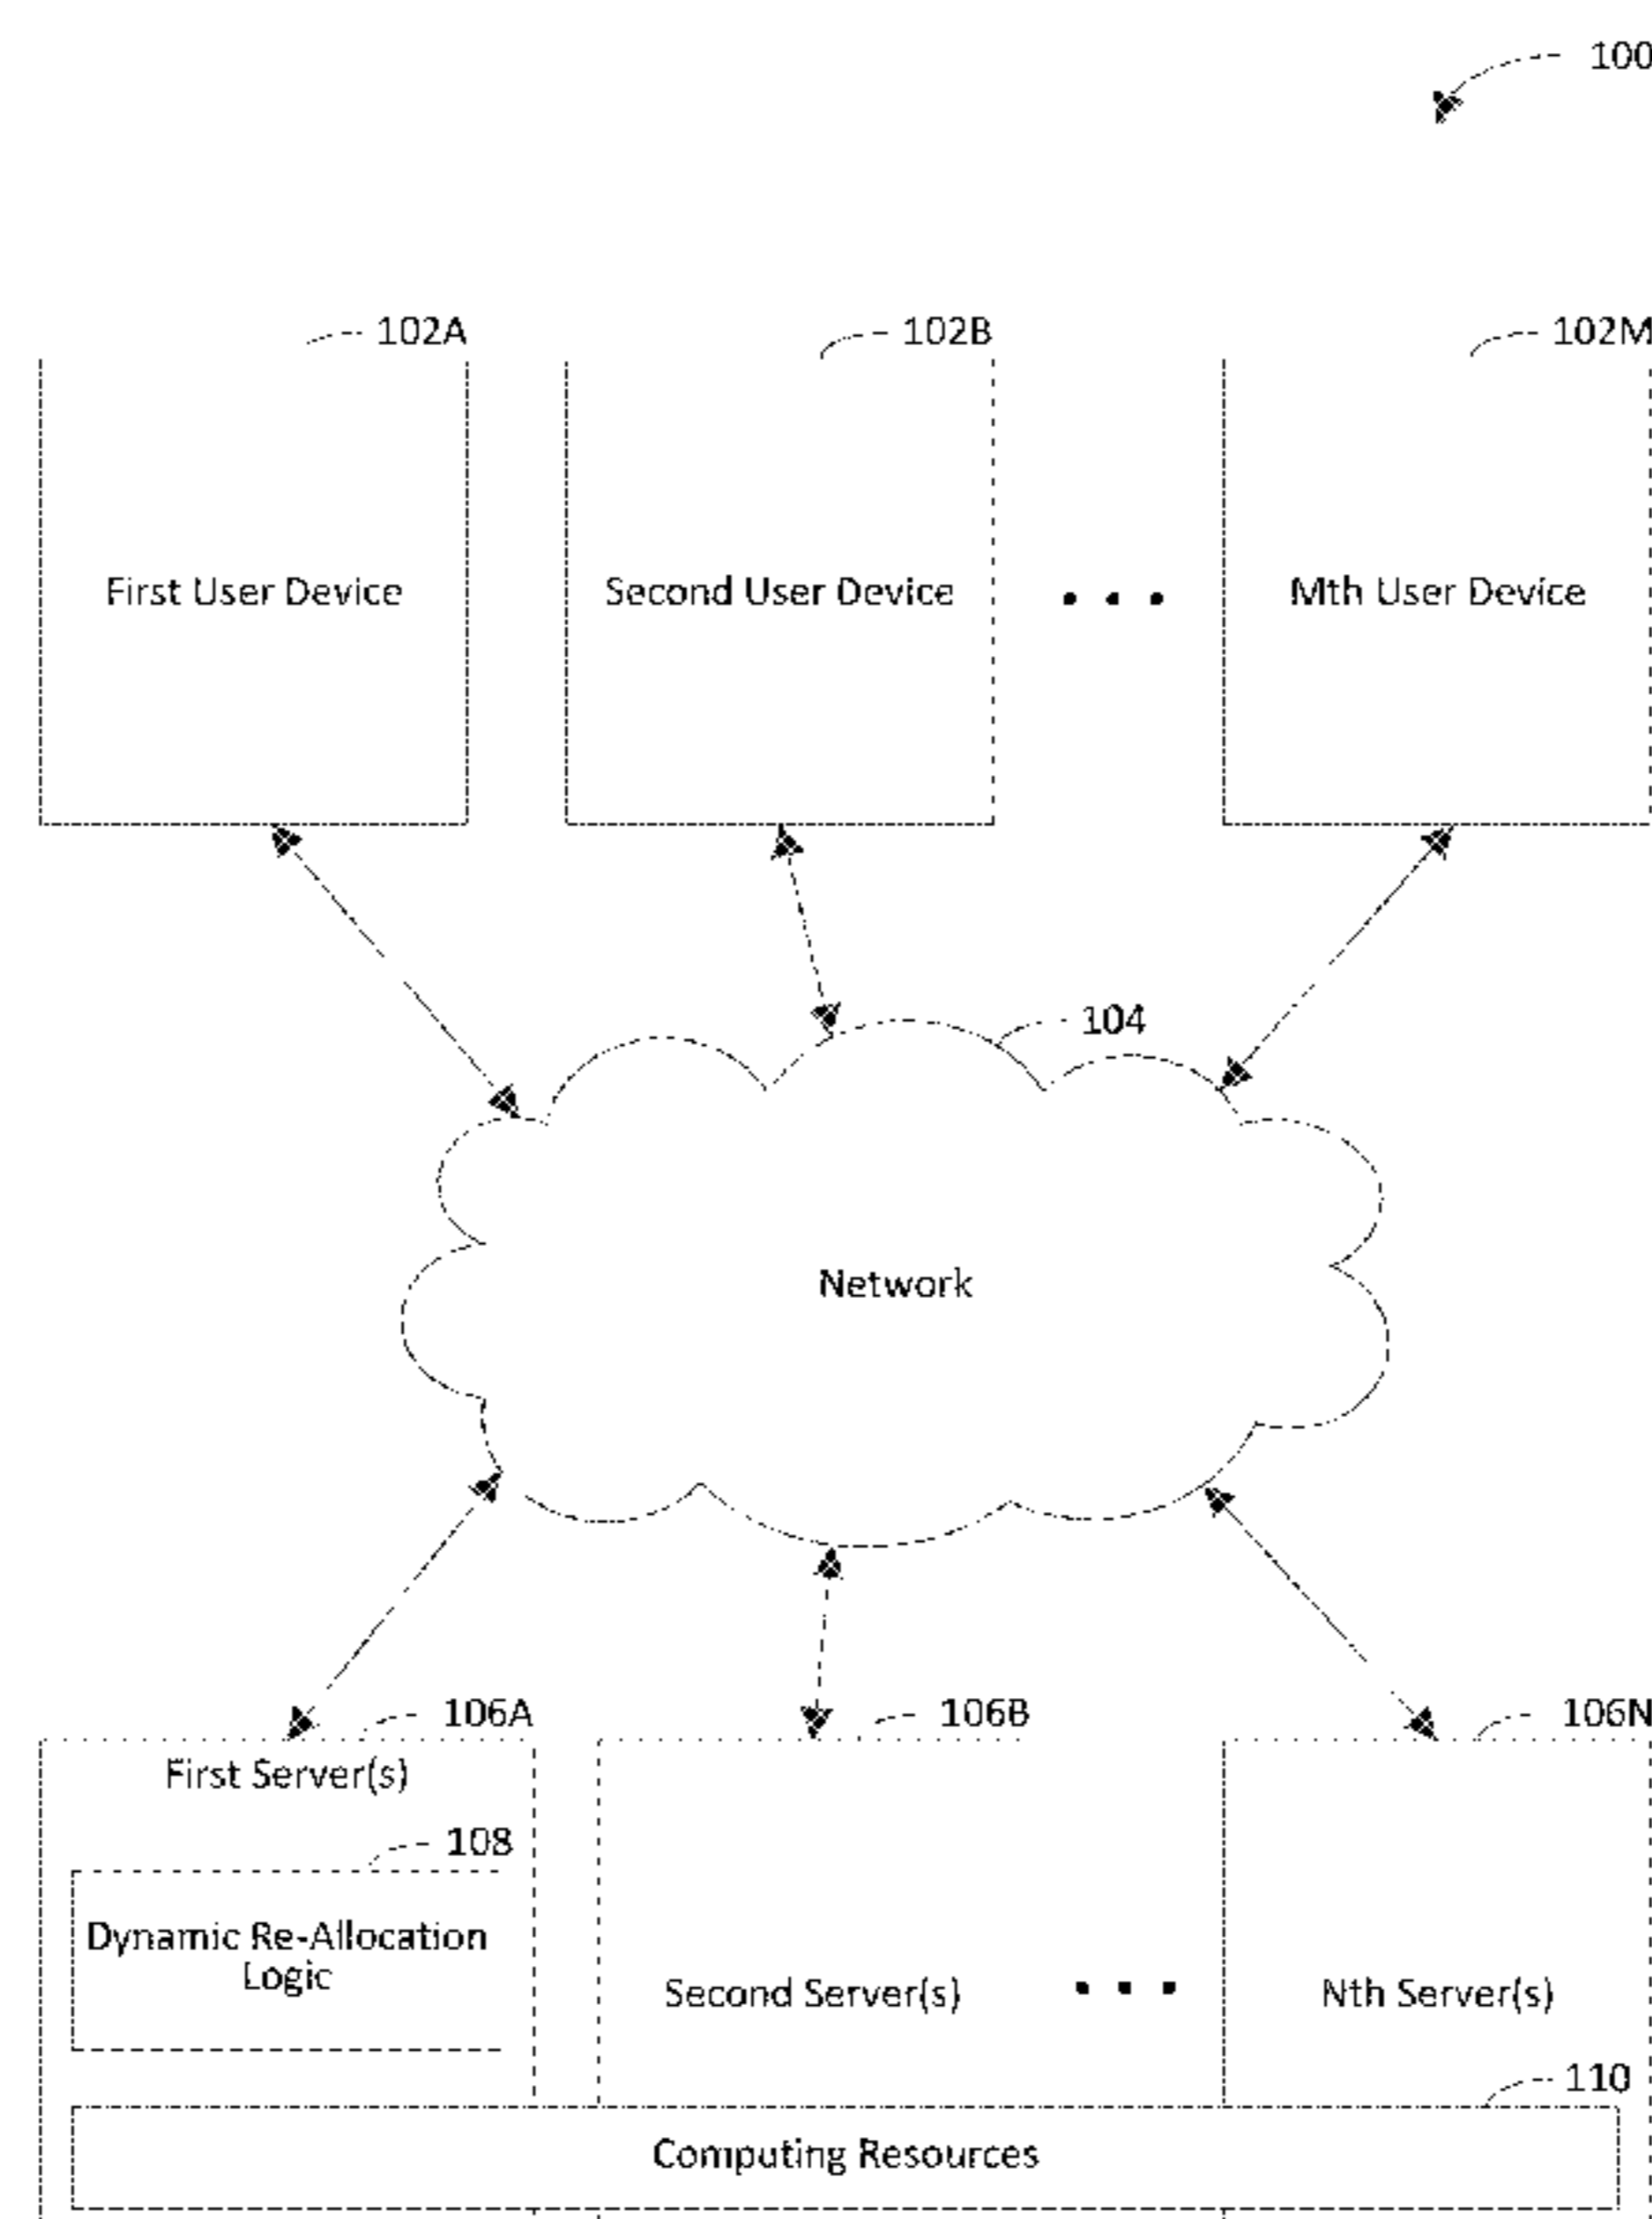 100
102A
102B
102M
First User Device
Second User Device
• • •
Mth User Device
104
Network
106A
106B
106N
First Server(s)
108
Dynamic Re-Allocation
Logic
Second Server(s)
• • •
Nth Server(s)
110
Computing Resources